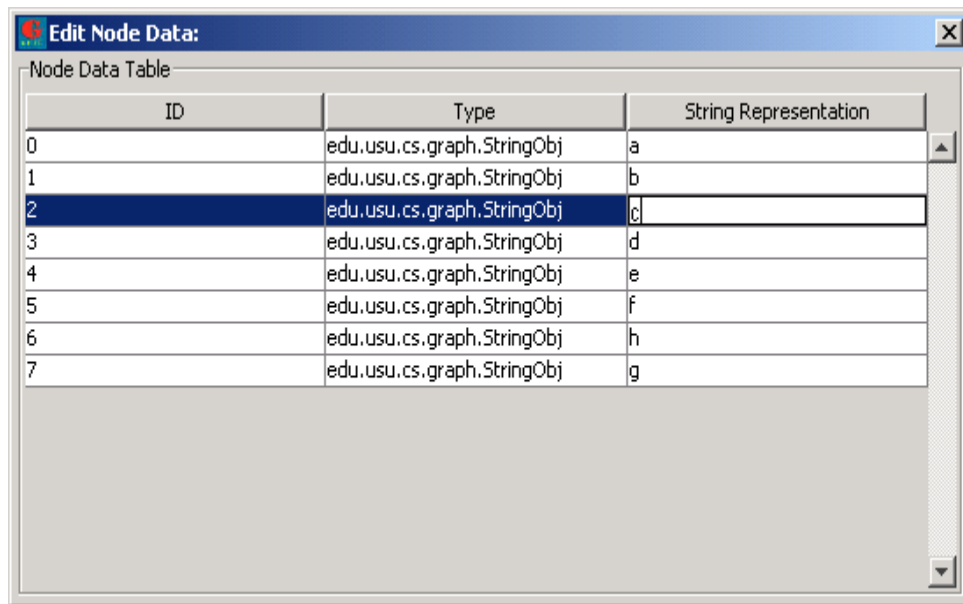 Edit Node Data:
Node Data Table
ID Type String Representation
0 edu.usu.cs.graph.StringObj a
1 edu.usu.cs.graph.StringObj b
2 edu.usu.cs.graph.StringObj c
3 edu.usu.cs.graph.StringObj d
4 edu.usu.cs.graph.StringObj e
5 edu.usu.cs.graph.StringObj f
6 edu.usu.cs.graph.StringObj h
7 edu.usu.cs.graph.StringObj g